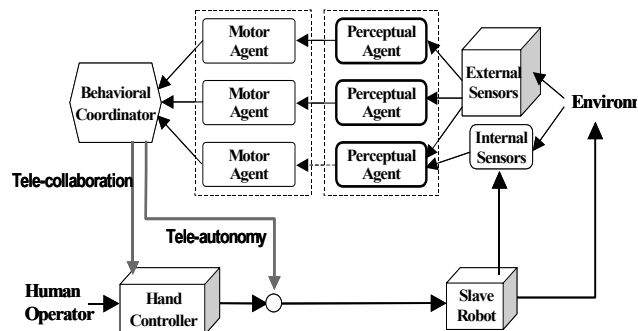 Motor
Agent
Perceptual
Agent
External
Sensors
Behavioral
Coordinator
Motor
Agent
Perceptual
Agent
Environm
Internal
Sensors
Motor
Agent
Perceptual
Agent
Tele-collaboration
Tele-autonomy
Human
Operator
Hand
Controller
Slave
Robot